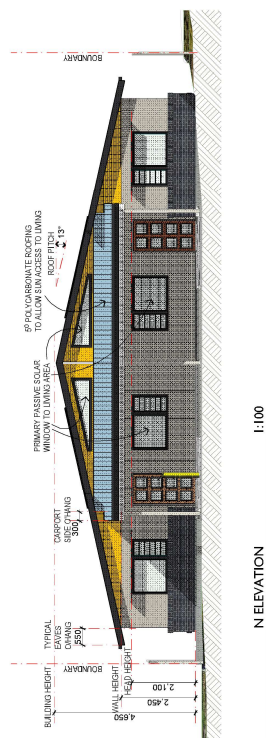 BUILDING HEIGHT
TYPICAL
EAVES
O/HANG
550
CARPORT
SIDE O'HANG
300
PRIMARY PASSIVE SOLAR
WINDOW TO LIVING AREA
5º POLYCARBONATE ROOFING
TO ALLOW SUN ACCESS TO LIVING
ROOF PITCH
13°
BOUNDARY
BOUNDARY
WALL HEIGHT
HEAD HEIGHT
4,650
2,450
2,100
N ELEVATION 1:100